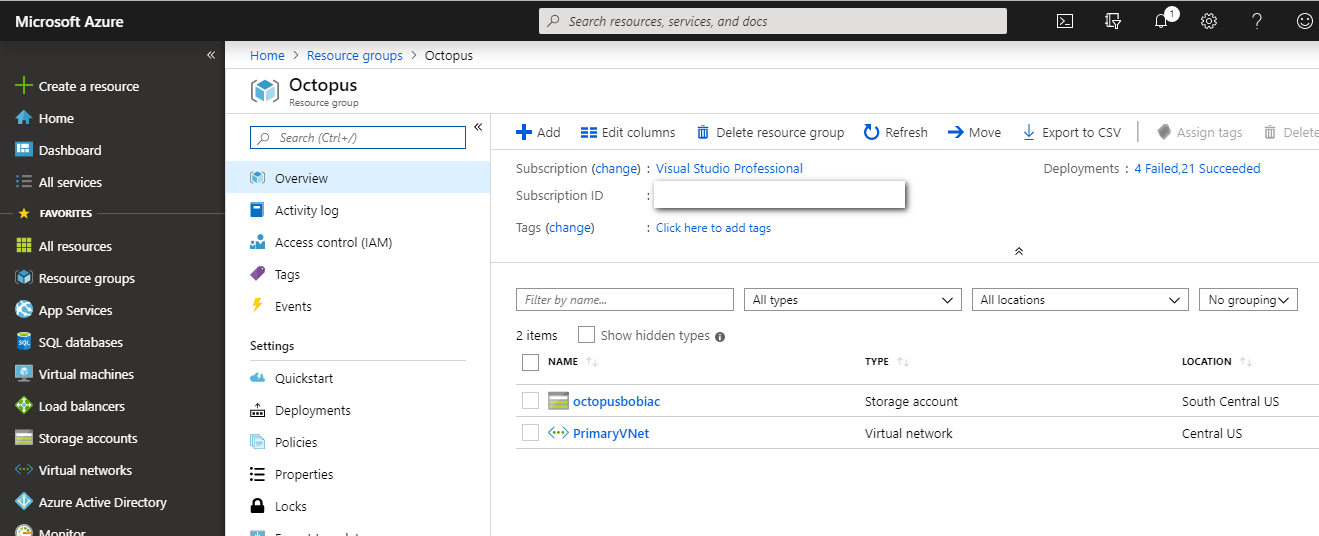 Microsoft Azure
Search resources, services, and docs
1
Create a resource
Home
Dashboard
All services
FAVORITES
All resources
Resource groups
App Services
SQL databases
Virtual machines
Load balancers
Storage accounts
Virtual networks
Azure Active Directory
Monitor
Home > Resource groups > Octopus
Octopus
Resource group
Search (Ctrl+/)
Overview
Activity log
Access control (IAM)
Tags
Events
Settings
Quickstart
Deployments
Policies
Properties
Locks
Add Edit columns Delete resource group Refresh Move Export to CSV Assign tags Delete
Subscription (change) : Visual Studio Professional
Deployments : 4 Failed,21 Succeeded
Subscription ID :
Tags (change) : Click here to add tags
Filter by name... All types All locations No grouping
2 items Show hidden types
NAME TYPE LOCATION
octopusbobiac Storage account South Central US
PrimaryVNet Virtual network Central US